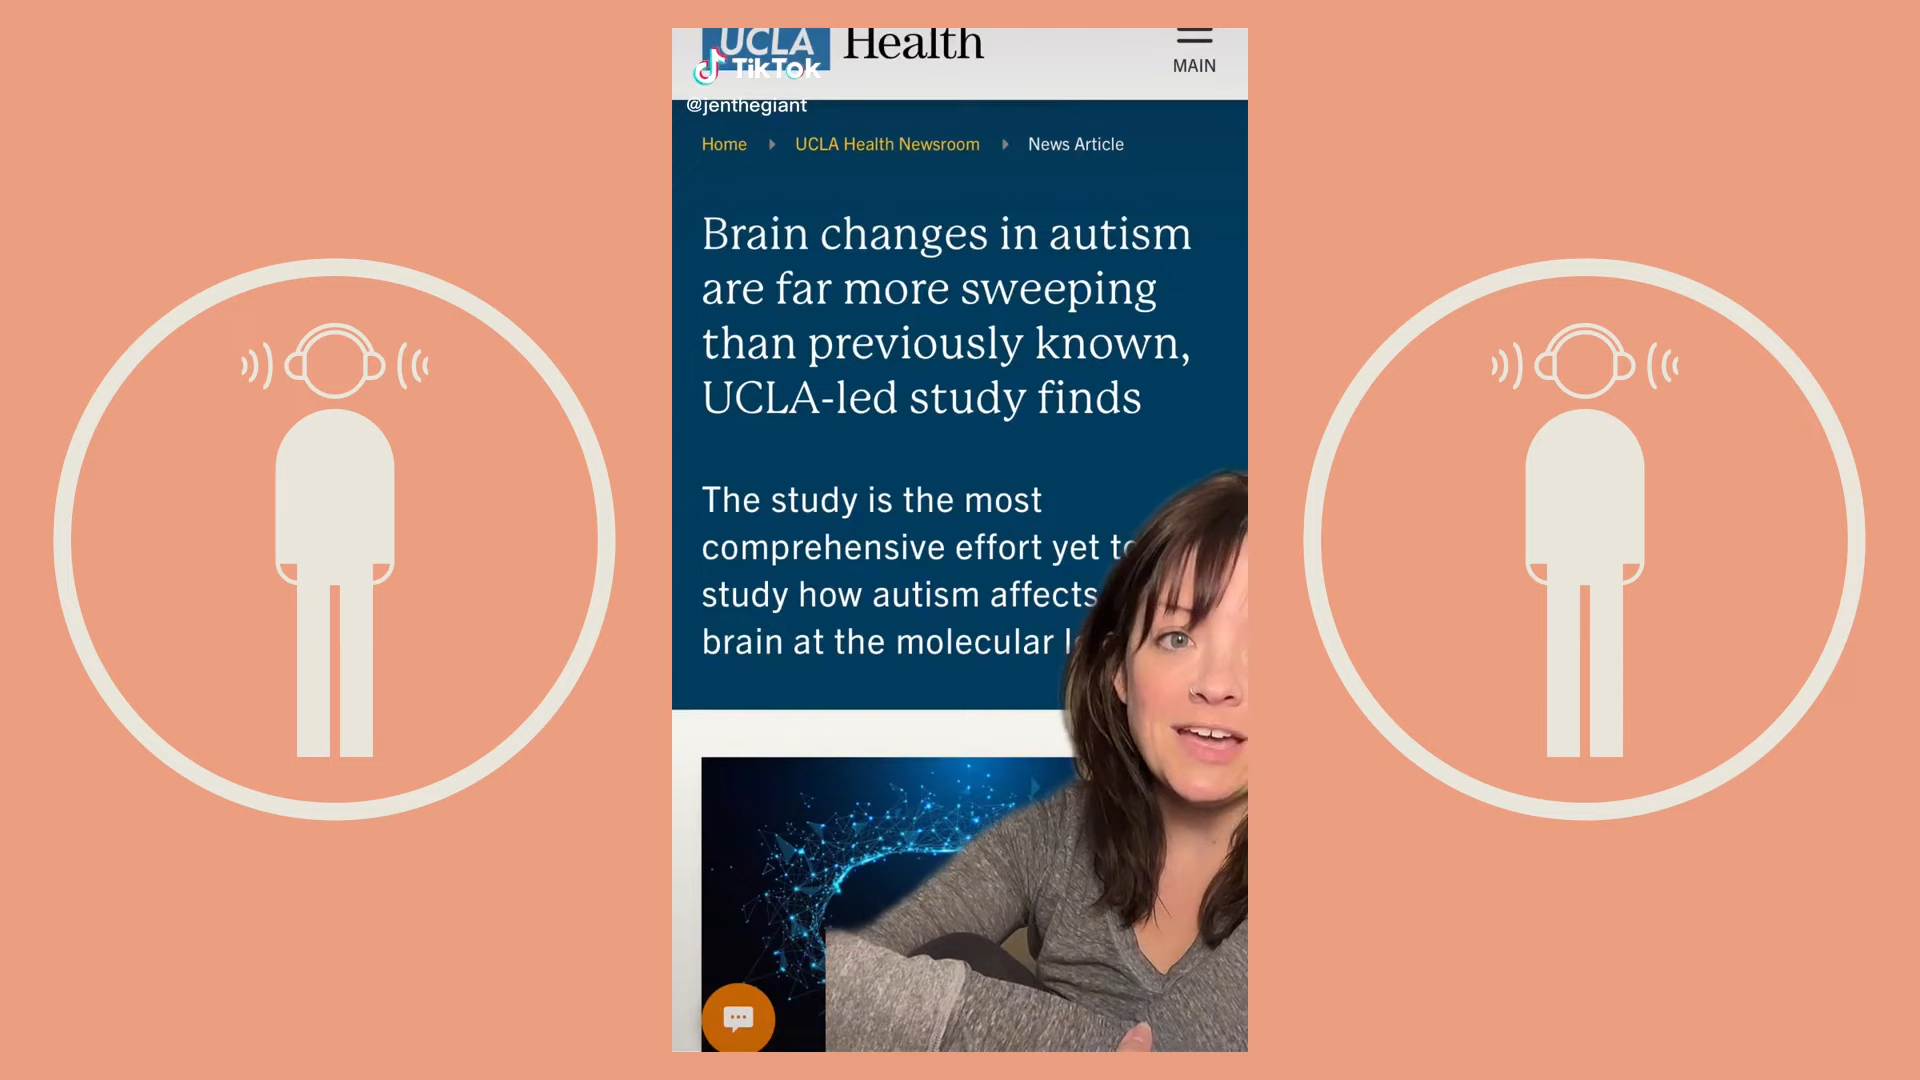 UCLA Health
MAIN
TikTok
@jenthegiant
Home UCLA Health Newsroom News Article
Brain changes in autism
are far more sweeping
than previously known,
UCLA-led study finds
The study is the most
comprehensive effort yet to
study how autism affects
brain at the molecular